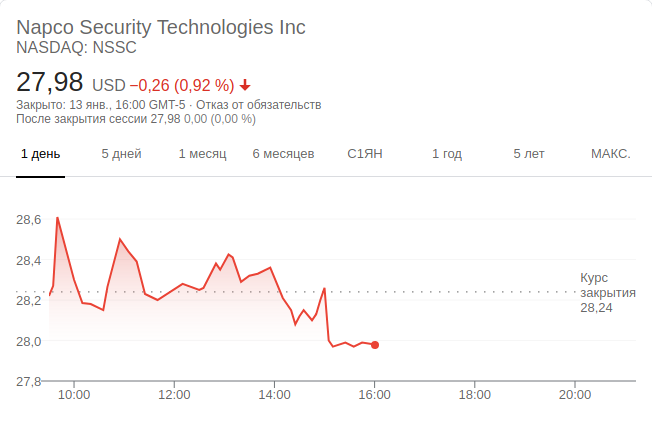 Napco Security Technologies Inc
NASDAQ: NSSC
27,98 USD −0,26 (0,92 %)
Закрыто: 13 янв., 16:00 GMT-5 · Отказ от обязательств
После закрытия сессии 27,98 0,00 (0,00 %)
1 день 5 дней 1 месяц 6 месяцев С1ЯН 1 год 5 лет МАКС.
28,6
28,4
28,2
28,0
27,8
Курс
закрытия
28,24
10:00 12:00 14:00 16:00 18:00 20:00